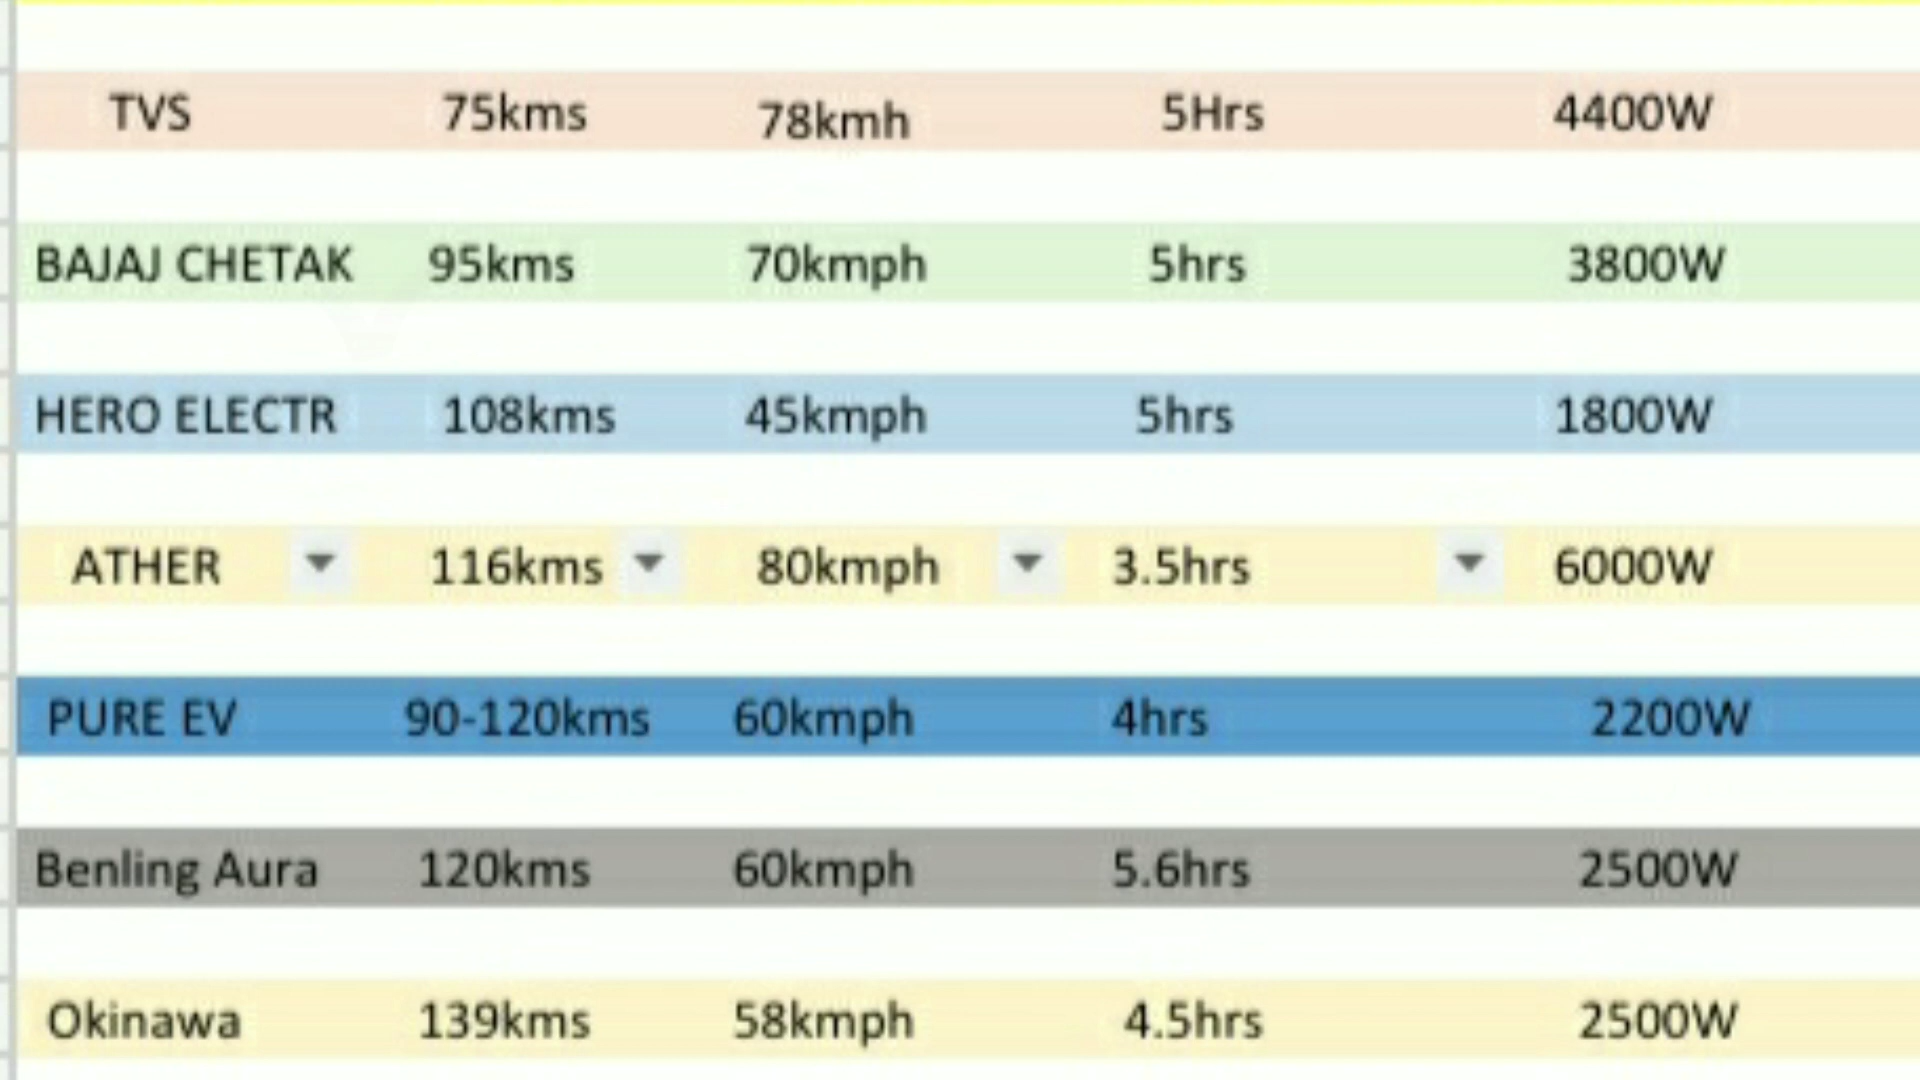 TVS 75kms 78kmh 5Hrs 4400W
BAJAJ CHETAK 95kms 70kmph 5hrs 3800W
HERO ELECTR 108kms 45kmph 5hrs 1800W
ATHER 116kms 80kmph 3.5hrs 6000W
PURE EV 90-120kms 60kmph 4hrs 2200W
Benling Aura 120kms 60kmph 5.6hrs 2500W
Okinawa 139kms 58kmph 4.5hrs 2500W